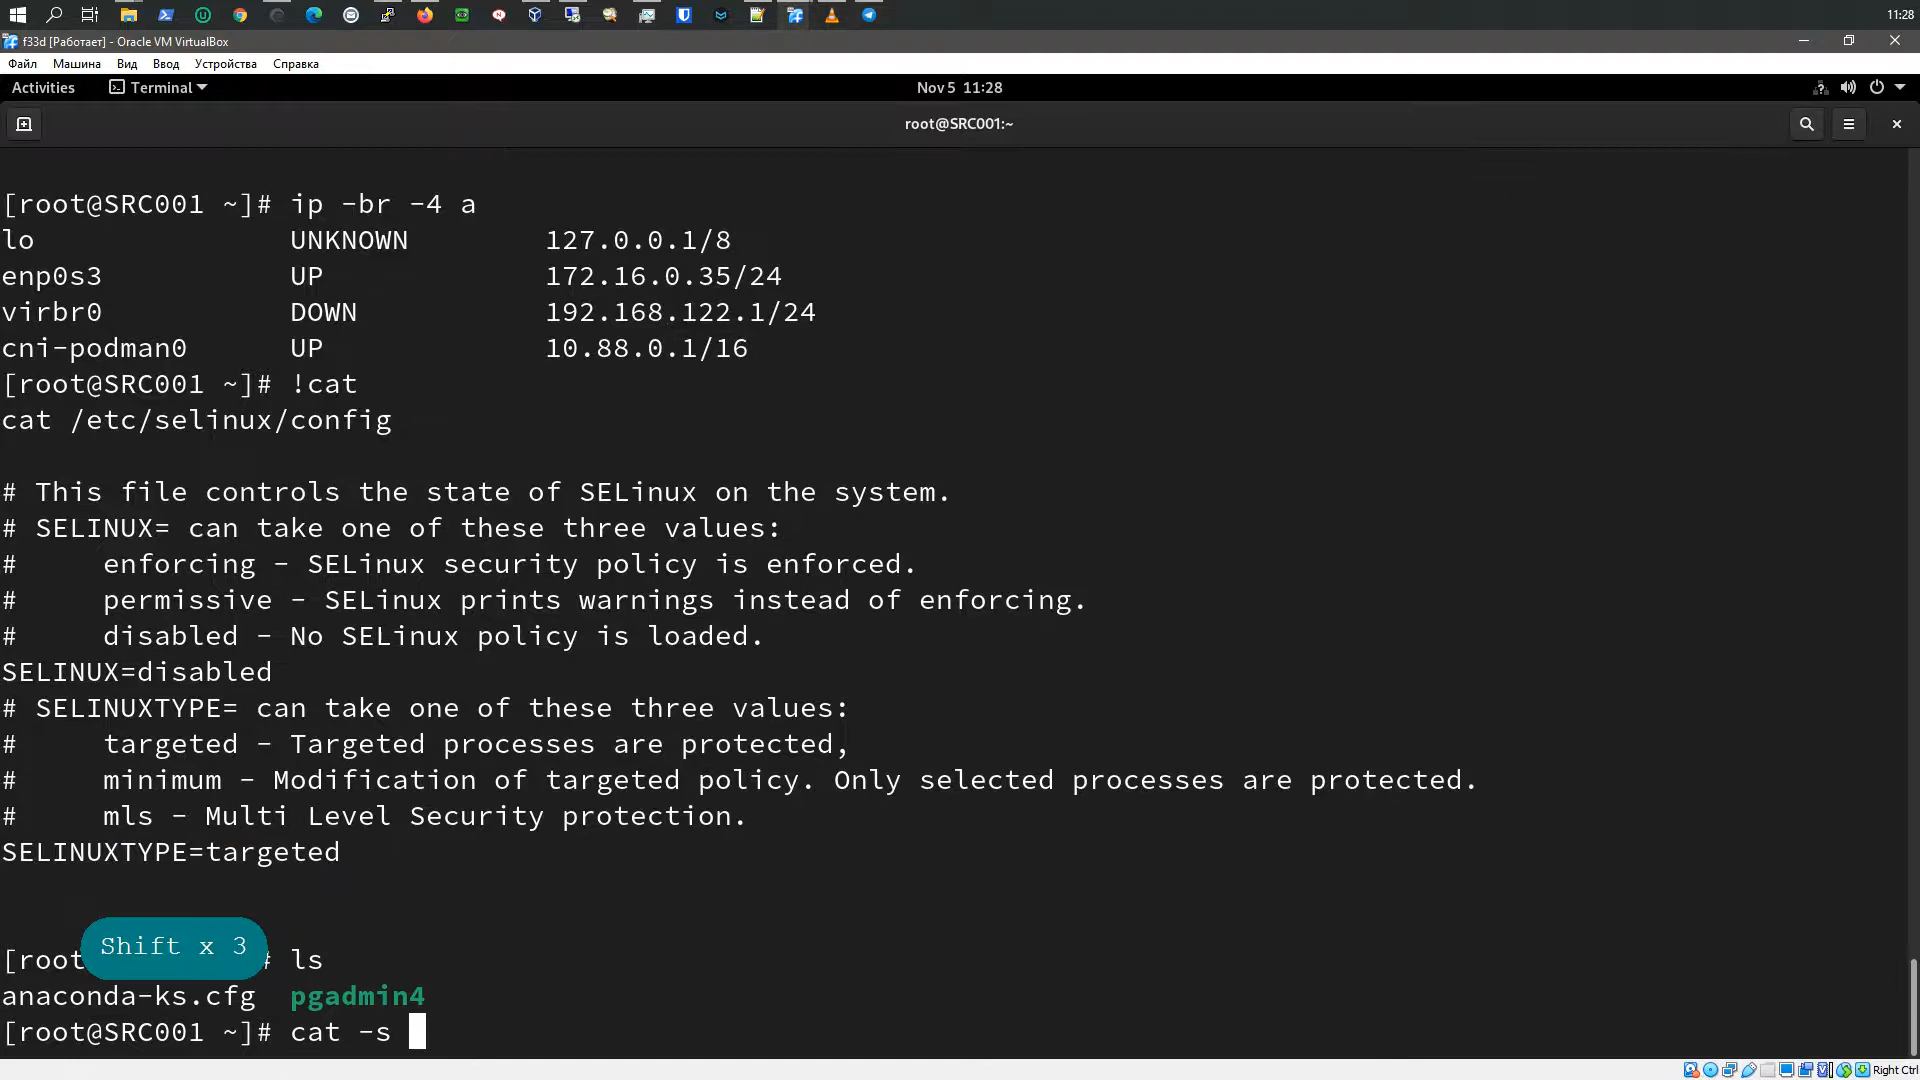 11:28
f33d [Работает] - Oracle VM VirtualBox
Файл Машина Вид Ввод Устройства Справка
Activities Terminal Nov 5 11:28
root@SRC001:~
[root@SRC001 ~]# ip -br -4 a
lo UNKNOWN 127.0.0.1/8
enp0s3 UP 172.16.0.35/24
virbr0 DOWN 192.168.122.1/24
cni-podman0 UP 10.88.0.1/16
[root@SRC001 ~]# !cat
cat /etc/selinux/config
# This file controls the state of SELinux on the system.
# SELINUX= can take one of these three values:
# enforcing - SELinux security policy is enforced.
# permissive - SELinux prints warnings instead of enforcing.
# disabled - No SELinux policy is loaded.
SELINUX=disabled
# SELINUXTYPE= can take one of these three values:
# targeted - Targeted processes are protected,
# minimum - Modification of targeted policy. Only selected processes are protected.
# mls - Multi Level Security protection.
SELINUXTYPE=targeted
Shift x 3
[root # ls
anaconda-ks.cfg pgadmin4
[root@SRC001 ~]# cat -s
Right Ctrl